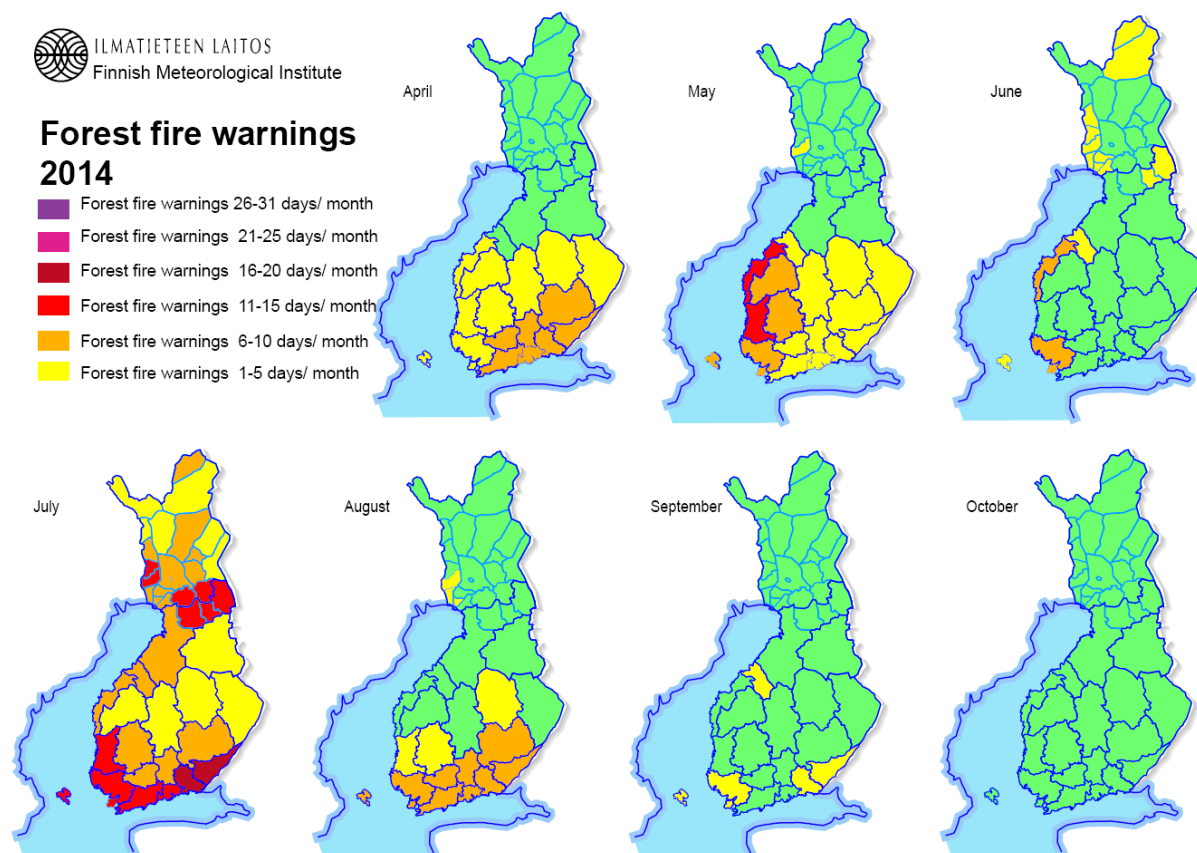 ILMATIETEEN LAITOS
Finnish Meteorological Institute
Forest fire warnings
2014
Forest fire warnings 26-31 days/ month
Forest fire warnings 21-25 days/ month
Forest fire warnings 16-20 days/ month
Forest fire warnings 11-15 days/ month
Forest fire warnings 6-10 days/ month
Forest fire warnings 1-5 days/ month
April
May
June
July
August
September
October